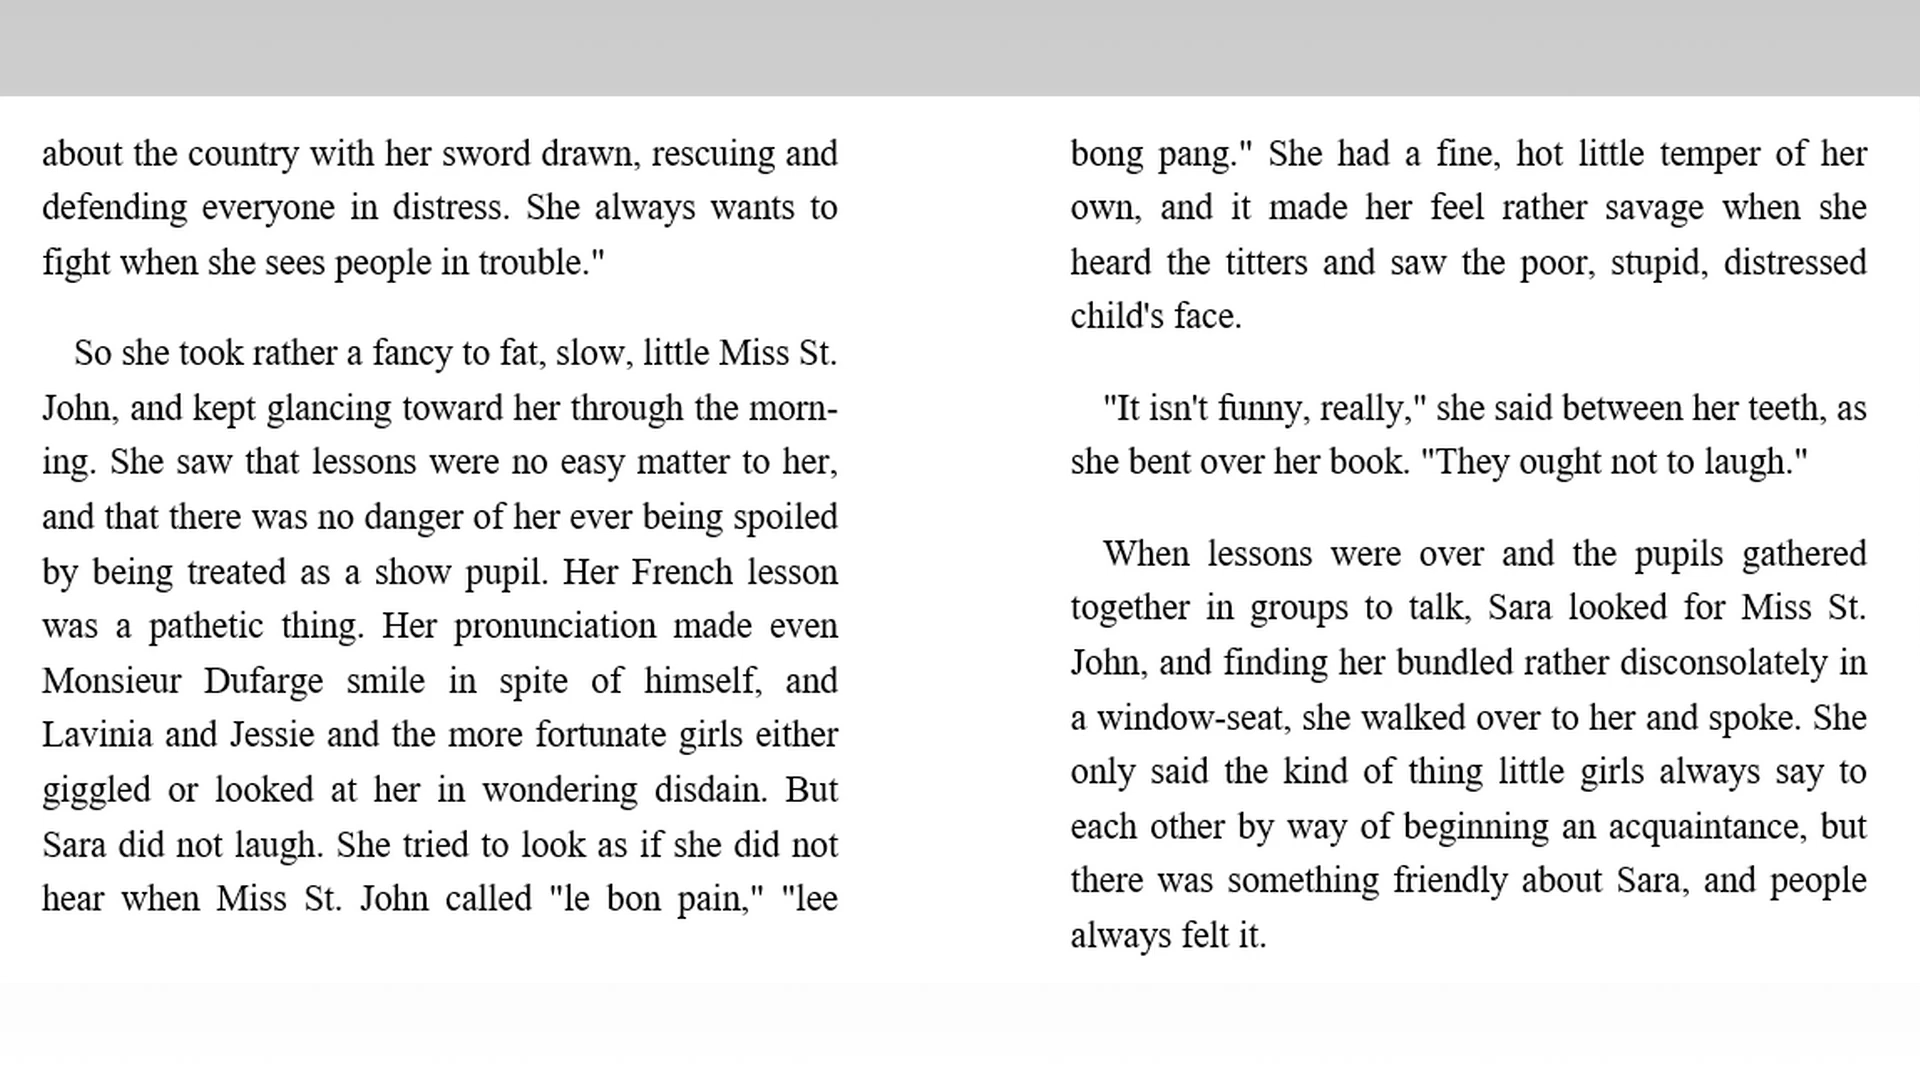 about the country with her sword drawn, rescuing and
defending everyone in distress. She always wants to
fight when she sees people in trouble."
So she took rather a fancy to fat, slow, little Miss St.
John, and kept glancing toward her through the morn-
ing. She saw that lessons were no easy matter to her,
and that there was no danger of her ever being spoiled
by being treated as a show pupil. Her French lesson
was a pathetic thing. Her pronunciation made even
Monsieur Dufarge smile in spite of himself, and
Lavinia and Jessie and the more fortunate girls either
giggled or looked at her in wondering disdain. But
Sara did not laugh. She tried to look as if she did not
hear when Miss St. John called "le bon pain," "lee
bong pang." She had a fine, hot little temper of her
own, and it made her feel rather savage when she
heard the titters and saw the poor, stupid, distressed
child's face.
"It isn't funny, really," she said between her teeth, as
she bent over her book. "They ought not to laugh."
When lessons were over and the pupils gathered
together in groups to talk, Sara looked for Miss St.
John, and finding her bundled rather disconsolately in
a window-seat, she walked over to her and spoke. She
only said the kind of thing little girls always say to
each other by way of beginning an acquaintance, but
there was something friendly about Sara, and people
always felt it.